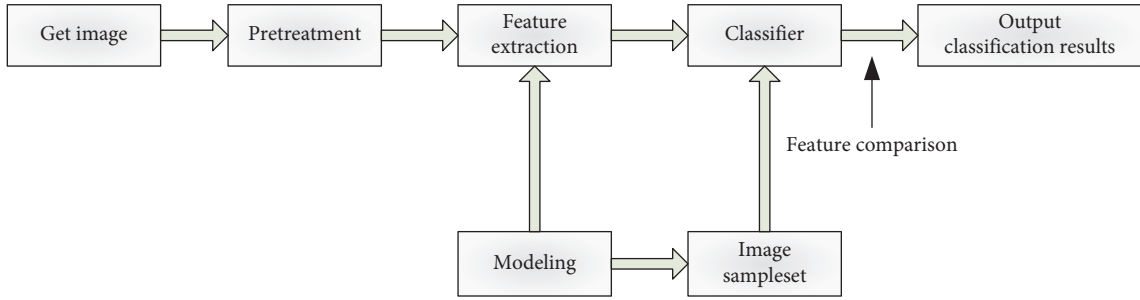 Get image
Pretreatment
Feature
extraction
Classifier
Output
classification results
Feature comparison
Modeling
Image
sampleset